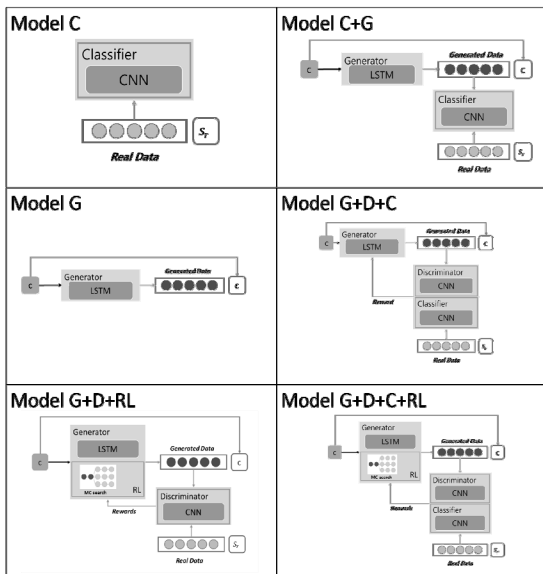 Model C
Classifier
CNN
Sr
Real Data
Model C+G
Generated Data
Generator
C
LSTM
C
Classifier
CNN
Sr
Real Data
Model G
Generated Data
Generator
C
LSTM
C
Model G+D+C
Generated Data
Generator
C
LSTM
C
Discriminator
CNN
Reward
Classifier
CNN
Real Data
Model G+D+RL
Generator
LSTM
Generated Data
C
C
MC search
RL
Discriminator
Rewards
CNN
Sr
Real Data
Model G+D+C+RL
Generator
LSTM
Generated Data
C
C
MC search
RL
Discriminator
CNN
Rewards
Classifier
CNN
Real Data